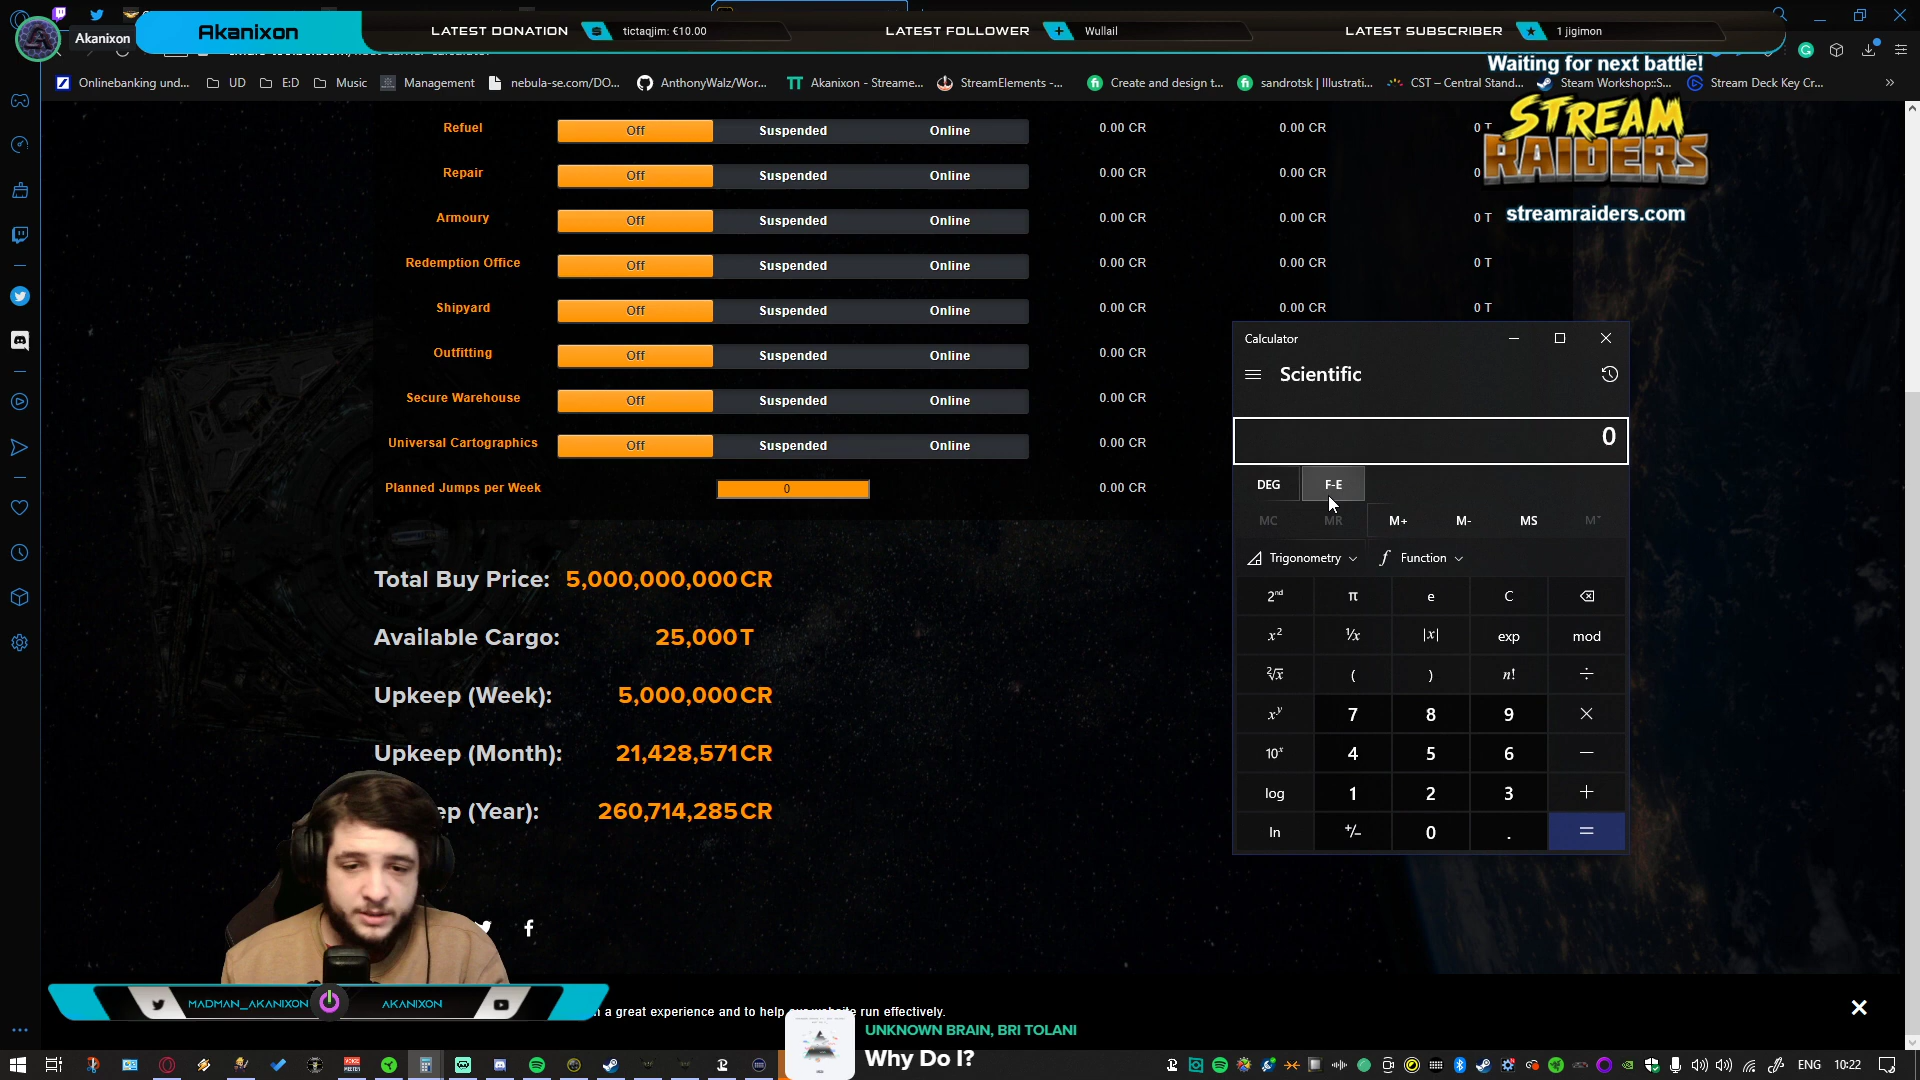 Akanixon
Akanixon
LATEST DONATION
tictaqjim: €10.00
LATEST FOLLOWER
Wullail
LATEST SUBSCRIBER
1 jigimon
Waiting for next battle!
STREAM
RAIDERS
streamraiders.com
Onlinebanking und...
UD
E:D
Music
Management
nebula-se.com/DO...
AnthonyWalz/Wor...
Akanixon - Streame...
StreamElements -...
Create and design t...
sandrotsk | Illustrati...
CST – Central Stand...
Steam Workshop::S...
Stream Deck Key Cr...
Refuel Off Suspended Online 0.00 CR 0.00 CR 0 T
Repair Off Suspended Online 0.00 CR 0.00 CR 0
Armoury Off Suspended Online 0.00 CR 0.00 CR 0 T
Redemption Office Off Suspended Online 0.00 CR 0.00 CR 0 T
Shipyard Off Suspended Online 0.00 CR 0.00 CR 0 T
Outfitting Off Suspended Online 0.00 CR
Secure Warehouse Off Suspended Online 0.00 CR
Universal Cartographics Off Suspended Online 0.00 CR
Planned Jumps per Week 0 0.00 CR
Total Buy Price: 5,000,000,000 CR
Available Cargo: 25,000 T
Upkeep (Week): 5,000,000 CR
Upkeep (Month): 21,428,571 CR
ep (Year): 260,714,285 CR
Calculator
Scientific
0
DEG F-E
MC MR M+ M- MS M˅
Trigonometry Function
2nd π e C
x² ¹/x |x| exp mod
²√x ( ) n! ÷
xʸ 7 8 9 ×
10ˣ 4 5 6 −
log 1 2 3 +
ln +/− 0 . =
MADMAN_AKANIXON
AKANIXON
a great experience and to help our website run effectively.
UNKNOWN BRAIN, BRI TOLANI
Why Do I?
ENG 10:22